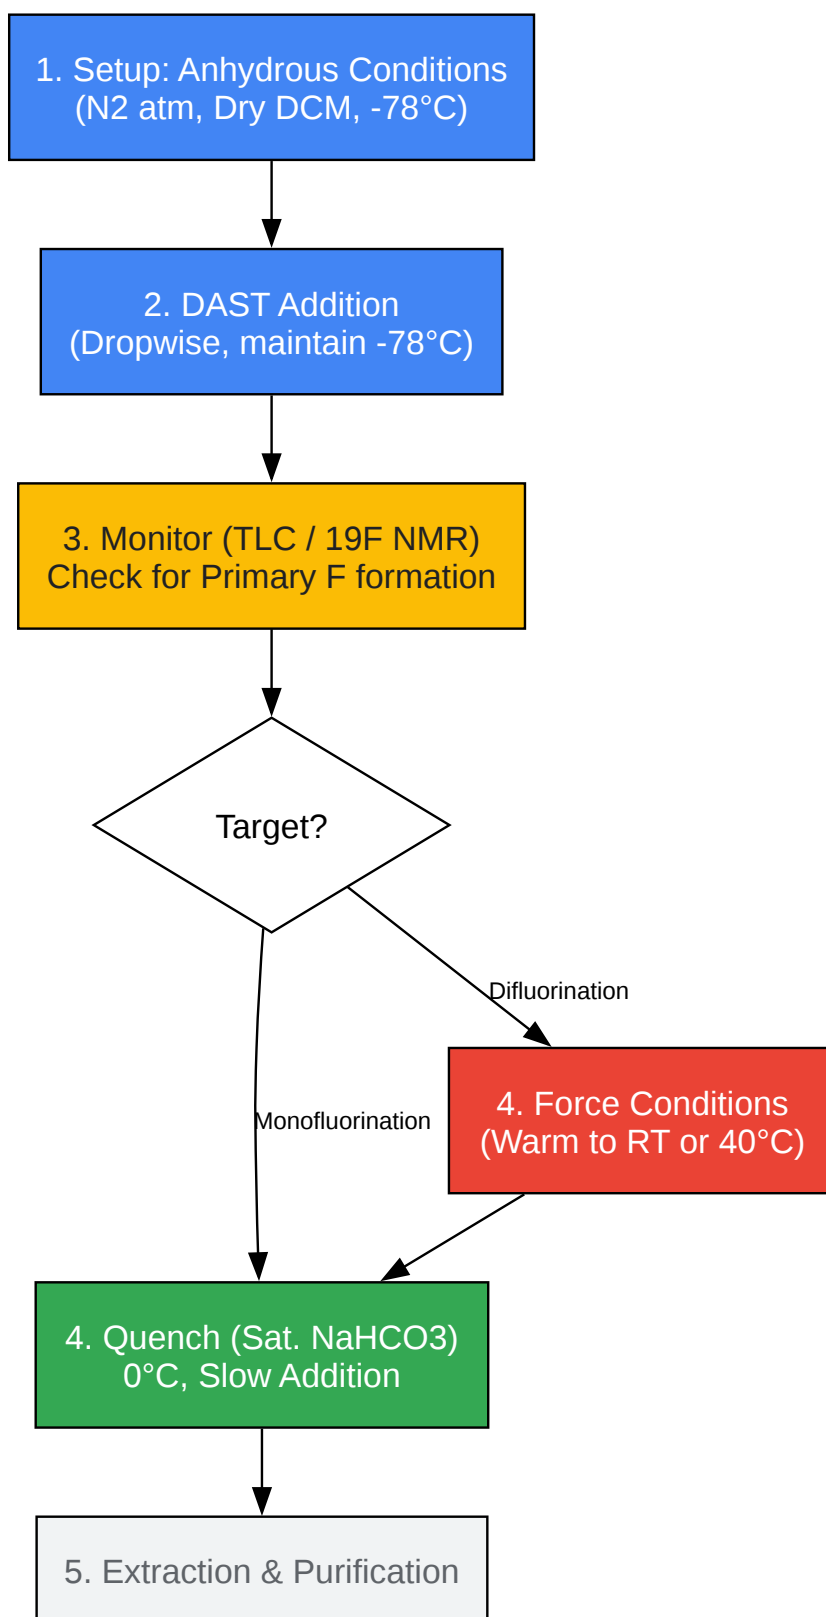 1. Setup: Anhydrous Conditions
(N2 atm, Dry DCM, -78°C)
2. DAST Addition
(Dropwise, maintain -78°C)
3. Monitor (TLC / 19F NMR)
Check for Primary F formation
Target?
Difluorination
Monofluorination
4. Force Conditions
(Warm to RT or 40°C)
4. Quench (Sat. NaHCO3)
0°C, Slow Addition
5. Extraction & Purification